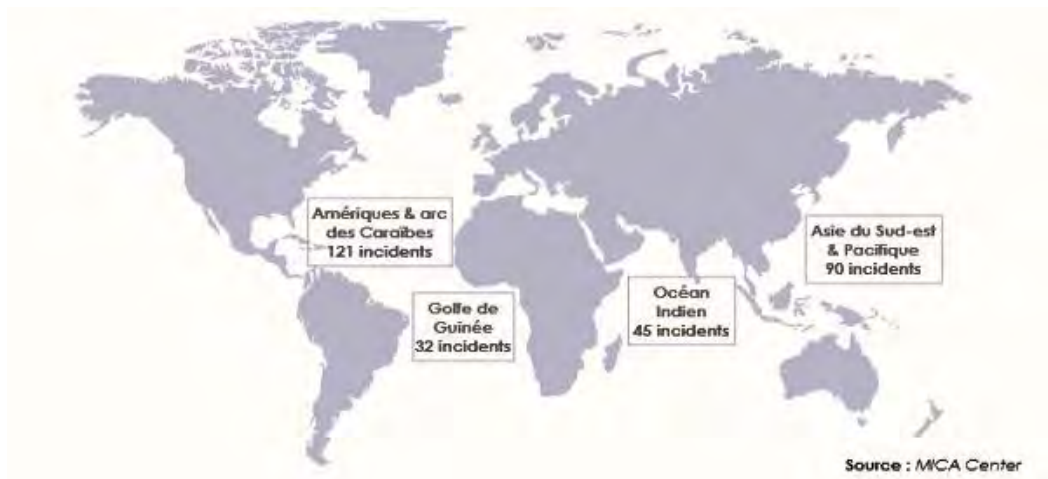 Amériques & arc
des Caraïbes
121 incidents
Golfe de
Guinée
32 incidents
Océan
Indien
45 incidents
Asie du Sud-est
& Pacifique
90 incidents
Source : MICA Center